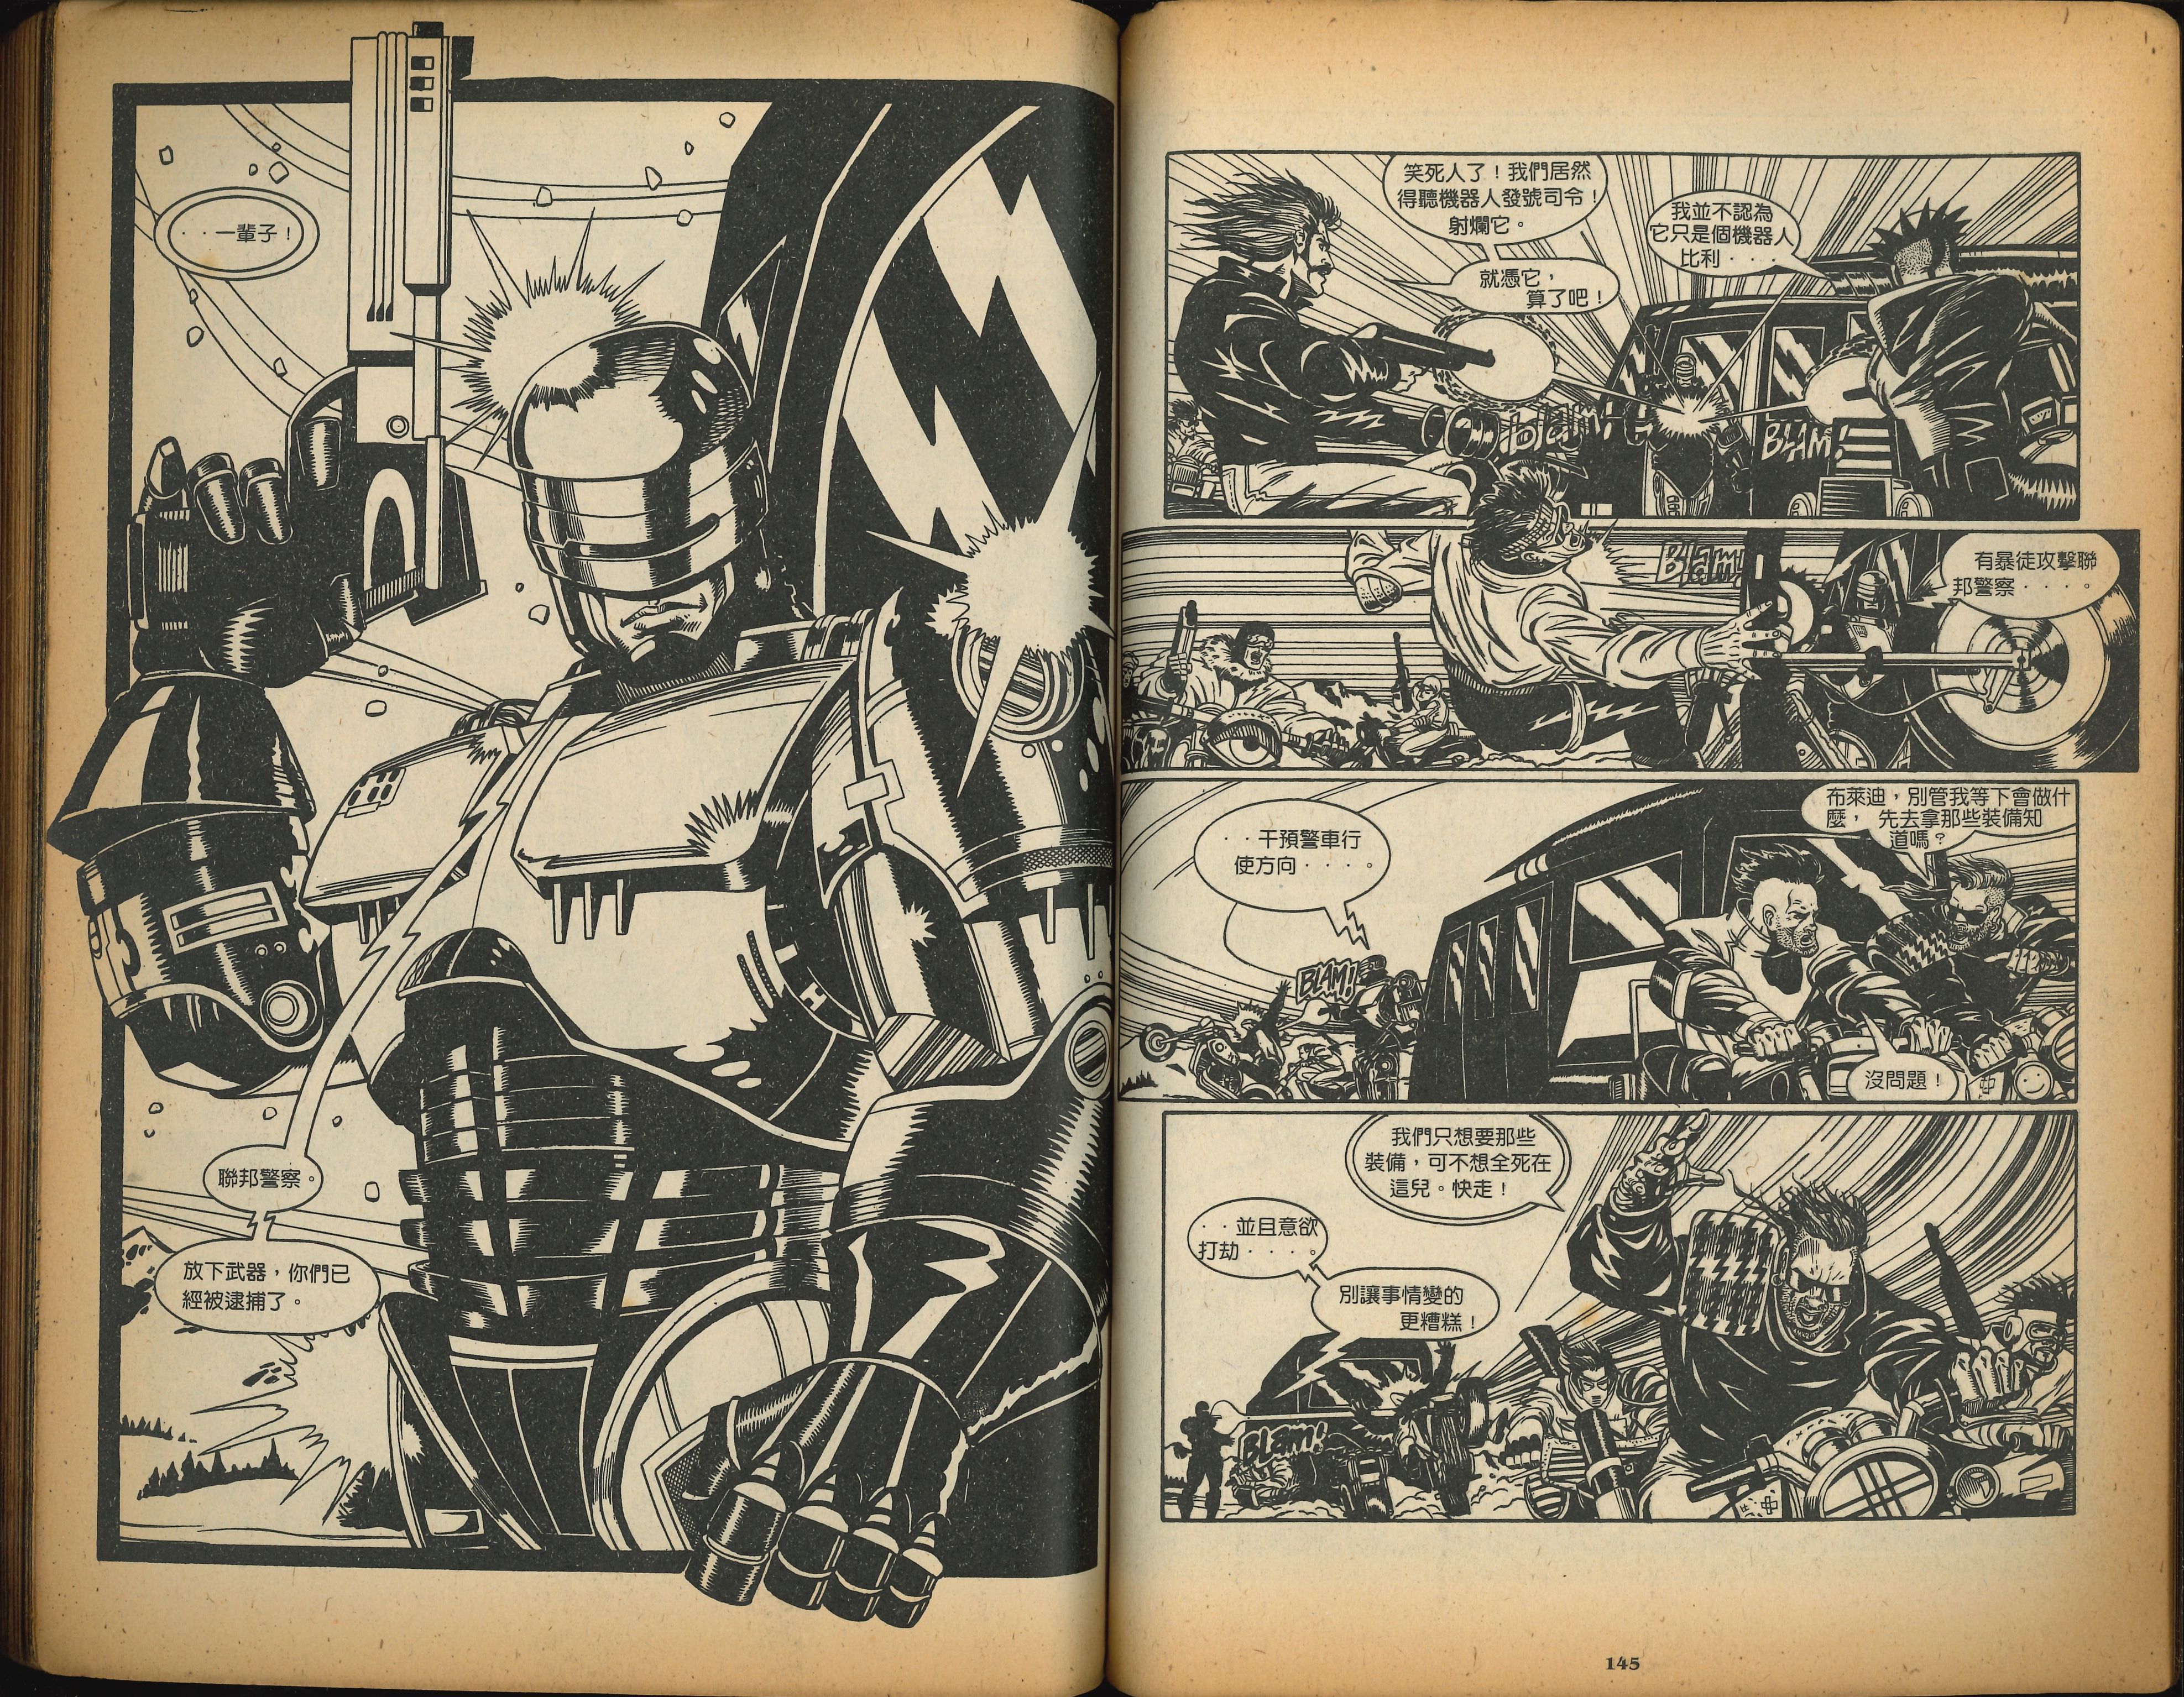 ‥一輩子！
聯邦警察。
放下武器，你們已
經被逮捕了。
笑死人了！我們居然
得聽機器人發號司令！
射爛它。
就憑它，
算了吧！
我並不認為
它只是個機器人
比利‥‥
blam!
BLAM!
Blam!
有暴徒攻擊聯
邦警察‥‥。
‥干預警車行
使方向‥‥。
BLAM!
布萊迪，別管我等下會做什
麼，先去拿那些裝備知
道嗎？
沒問題！
我們只想要那些
裝備，可不想全死在
這兒。快走！
‥並且意欲
打劫‥‥。
別讓事情變的
更糟糕！
BLam!
145